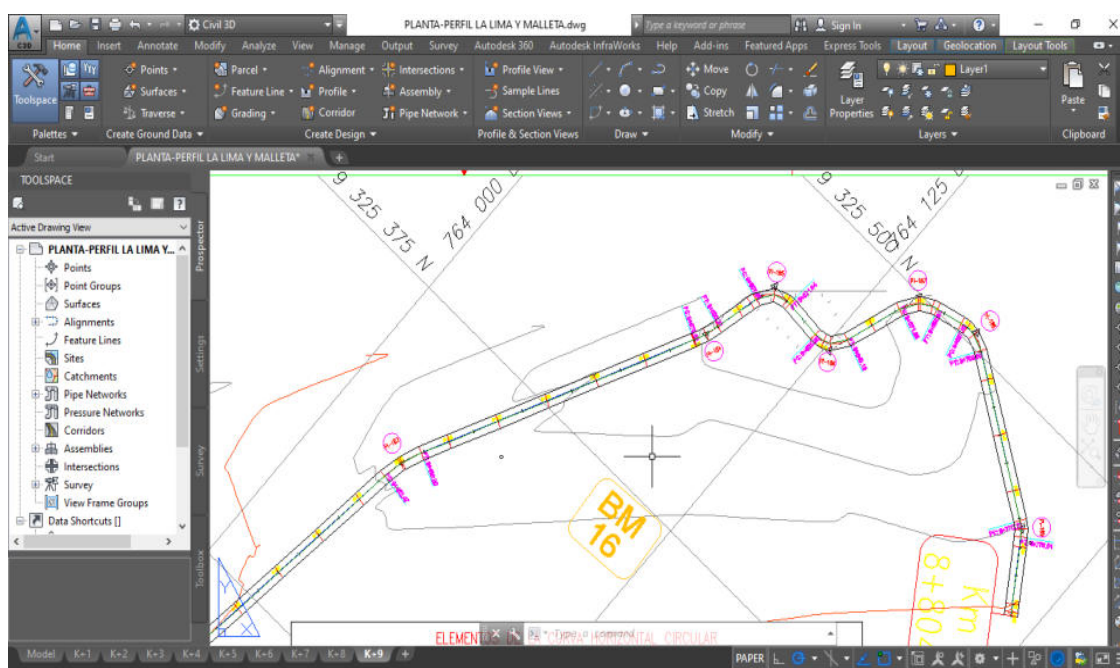 Civil 3D
PLANTA-PERFIL LA LIMA Y MALLETA.dwg
Type a keyword or phrase
Sign In
C3D
Home Insert Annotate Modify Analyze View Manage Output Survey Autodesk 360 Autodesk InfraWorks Help Add-ins Featured Apps Express Tools Layout Geolocation Layout Tools
Toolspace
Points
Surfaces
Traverse
Parcel
Feature Line
Grading
Alignment
Profile
Corridor
Intersections
Assembly
Pipe Network
Profile View
Sample Lines
Section Views
Move
Copy
Stretch
Layer Properties
Layer1
Paste
Palettes Create Ground Data Create Design Profile & Section Views Draw Modify Layers Clipboard
Start PLANTA-PERFIL LA LIMA Y MALLETA*
TOOLSPACE
Active Drawing View
PLANTA-PERFIL LA LIMA Y...
Points
Point Groups
Surfaces
Alignments
Feature Lines
Sites
Catchments
Pipe Networks
Pressure Networks
Corridors
Assemblies
Intersections
Survey
View Frame Groups
Data Shortcuts []
Prospector
Settings
Survey
Toolbox
9 325 375 N
764 000
9 325 500 N
764 125
BM
16
Km
8+804
Y
X
ELEMENTOS DE LA CURVA HORIZONTAL CIRCULAR
Type a command
Model K+1 K+2 K+3 K+4 K+5 K+6 K+7 K+8 K+9
PAPER